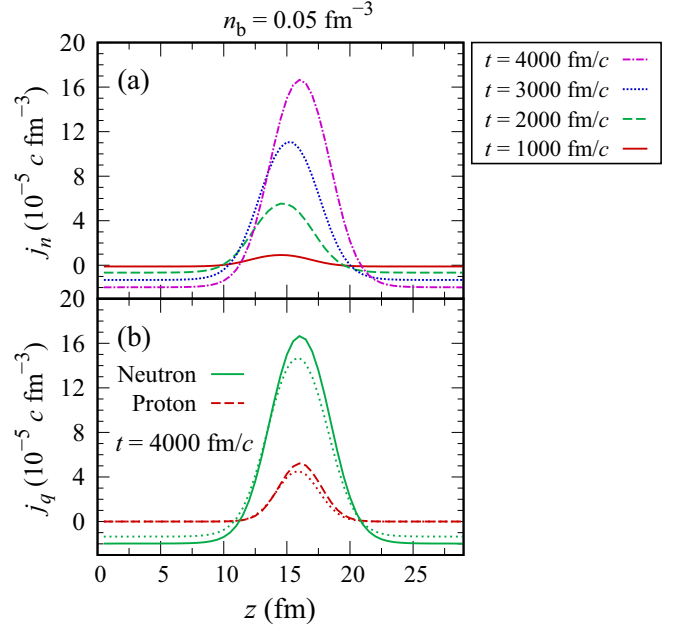 n_b = 0.05 fm⁻³
(a)
t = 4000 fm/c
t = 3000 fm/c
t = 2000 fm/c
t = 1000 fm/c
20
16
12
8
4
0
j_n (10⁻⁵ c fm⁻³)
(b)
Neutron
Proton
t = 4000 fm/c
20
16
12
8
4
0
j_q (10⁻⁵ c fm⁻³)
0 5 10 15 20 25
z (fm)